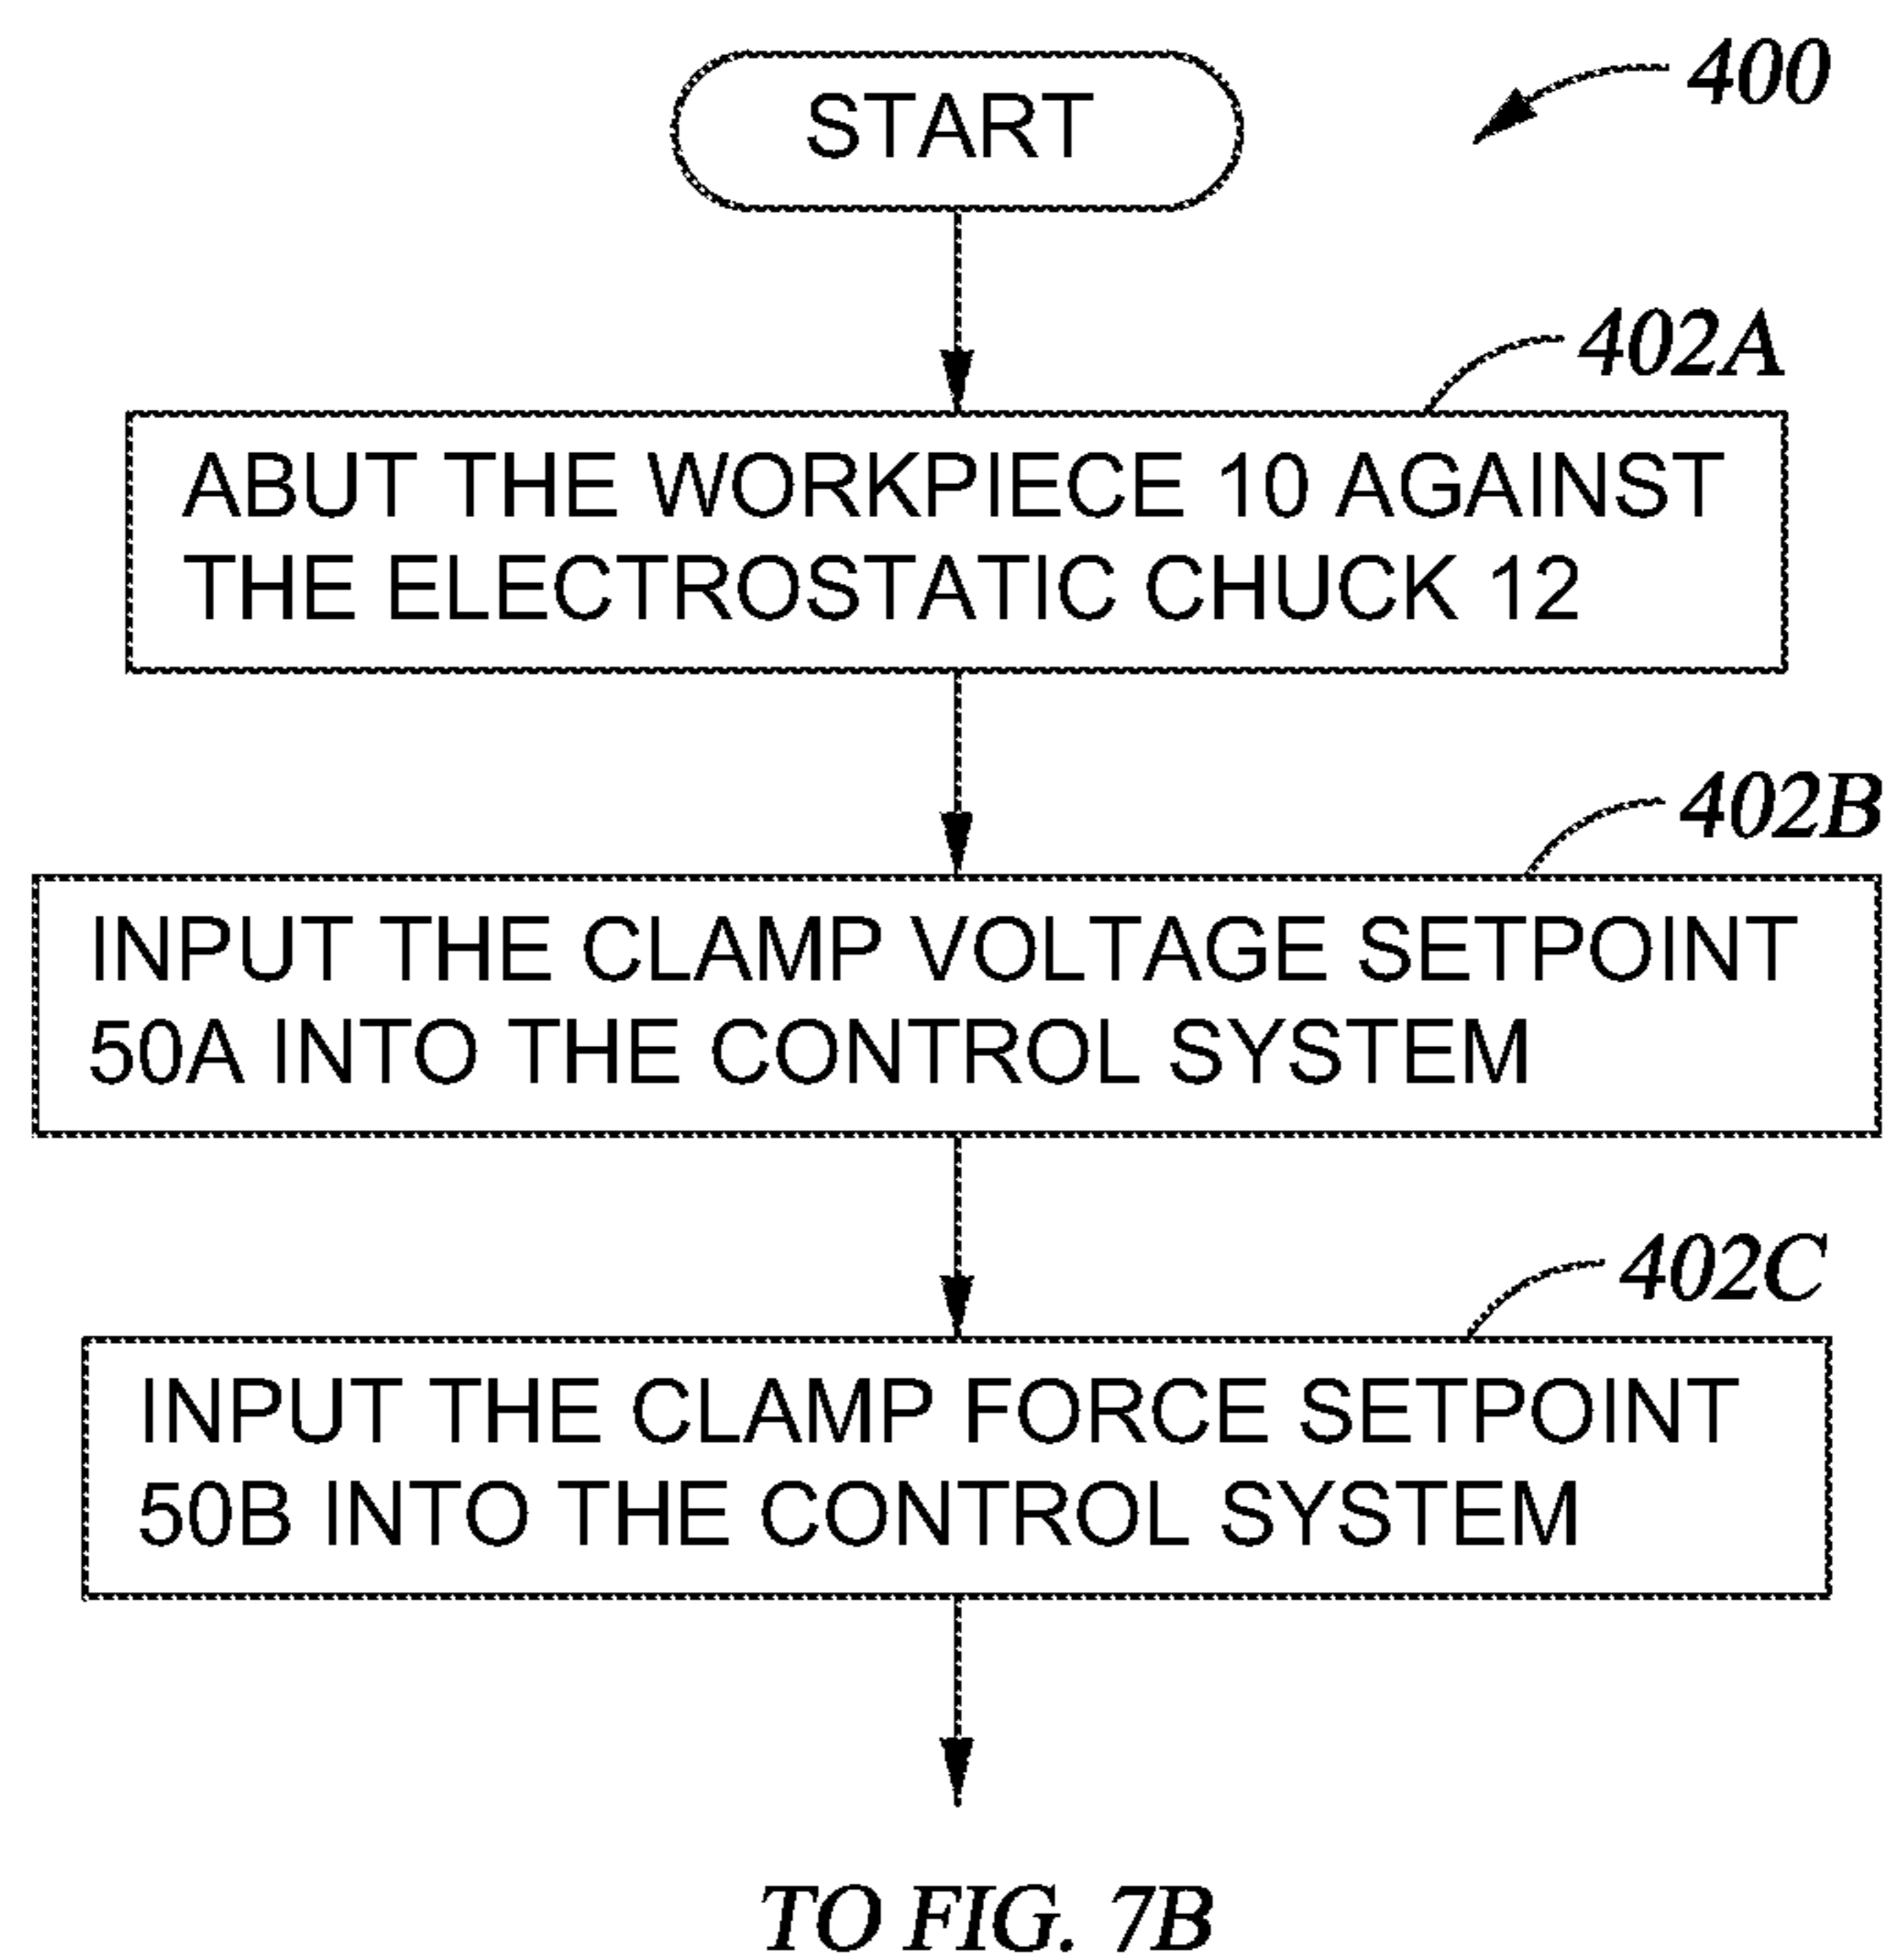 START
400
402A
ABUT THE WORKPIECE 10 AGAINST
THE ELECTROSTATIC CHUCK 12
402B
INPUT THE CLAMP VOLTAGE SETPOINT
50A INTO THE CONTROL SYSTEM
402C
INPUT THE CLAMP FORCE SETPOINT
50B INTO THE CONTROL SYSTEM
TO FIG. 7B